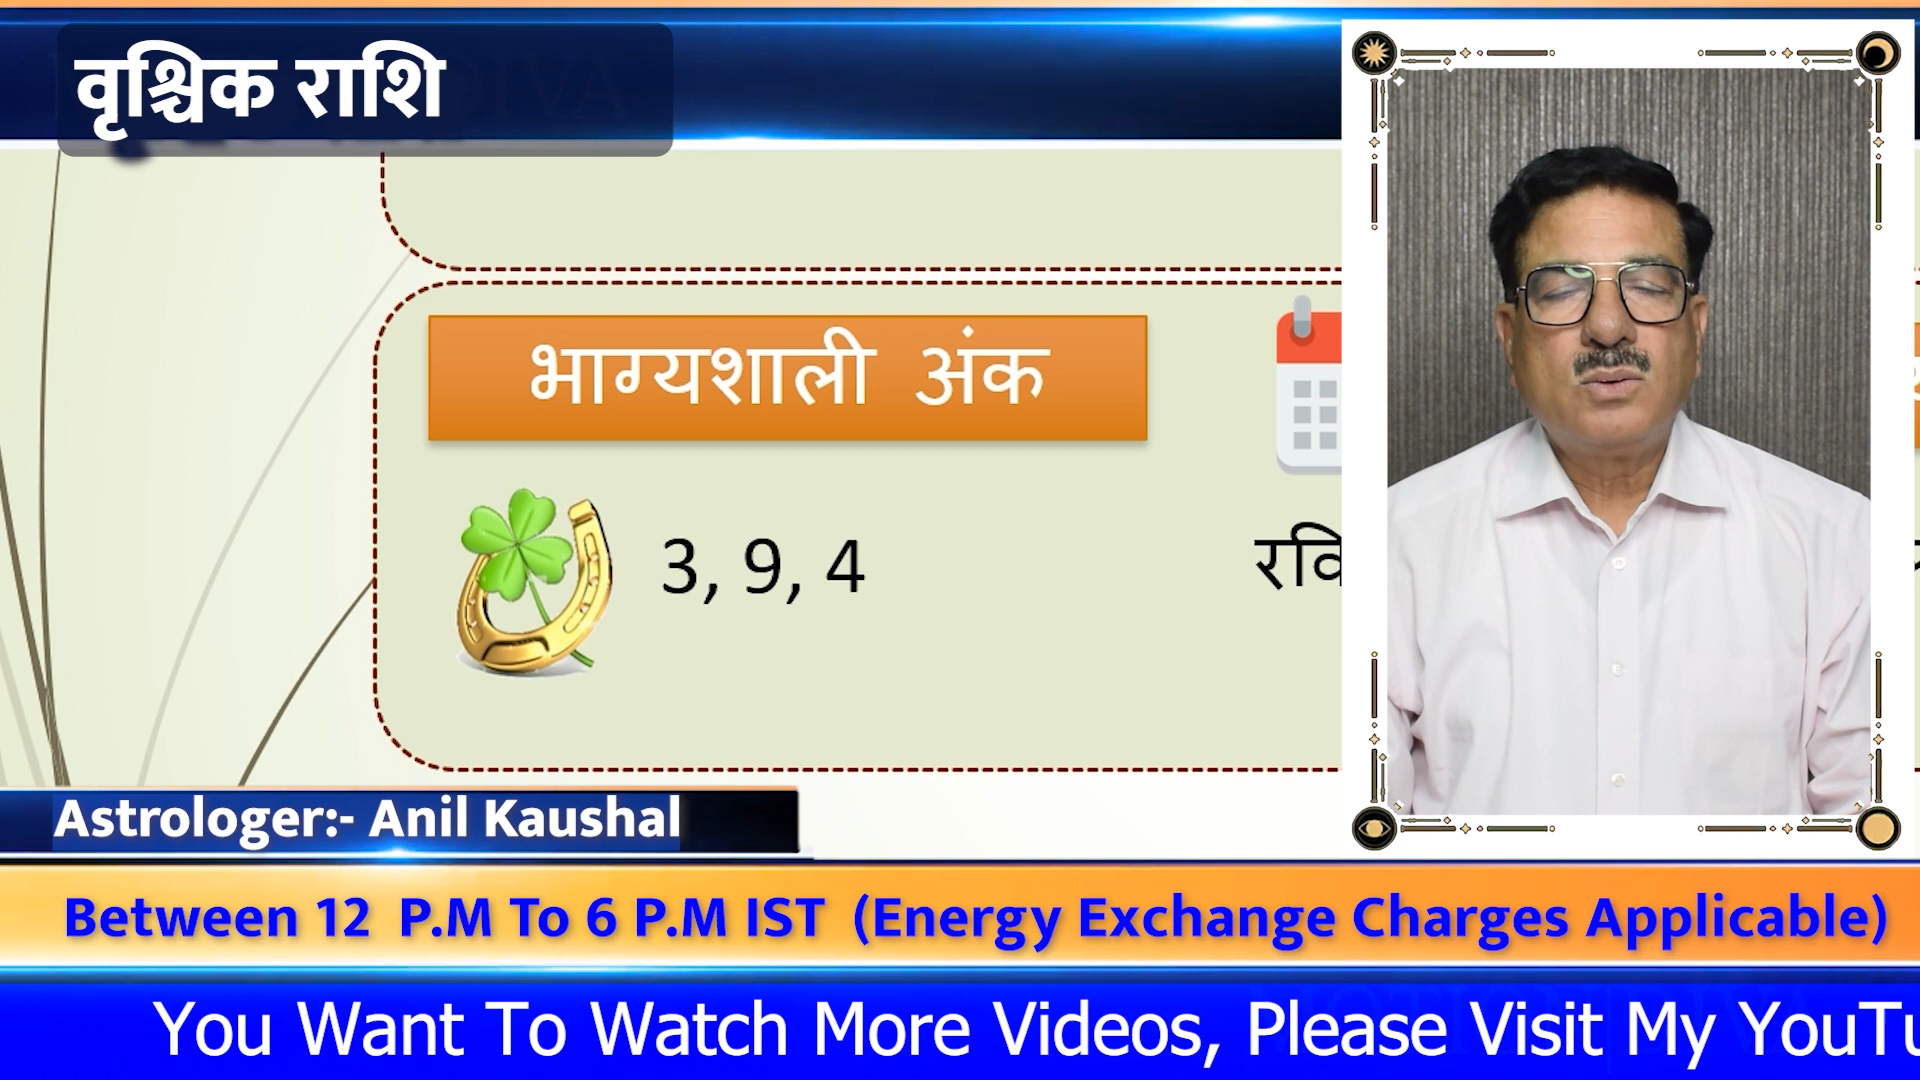 वृश्चिक राशि
भाग्यशाली अंक
3, 9, 4
Astrologer:- Anil Kaushal
Between 12 P.M To 6 P.M IST (Energy Exchange Charges Applicable)
You Want To Watch More Videos, Please Visit My